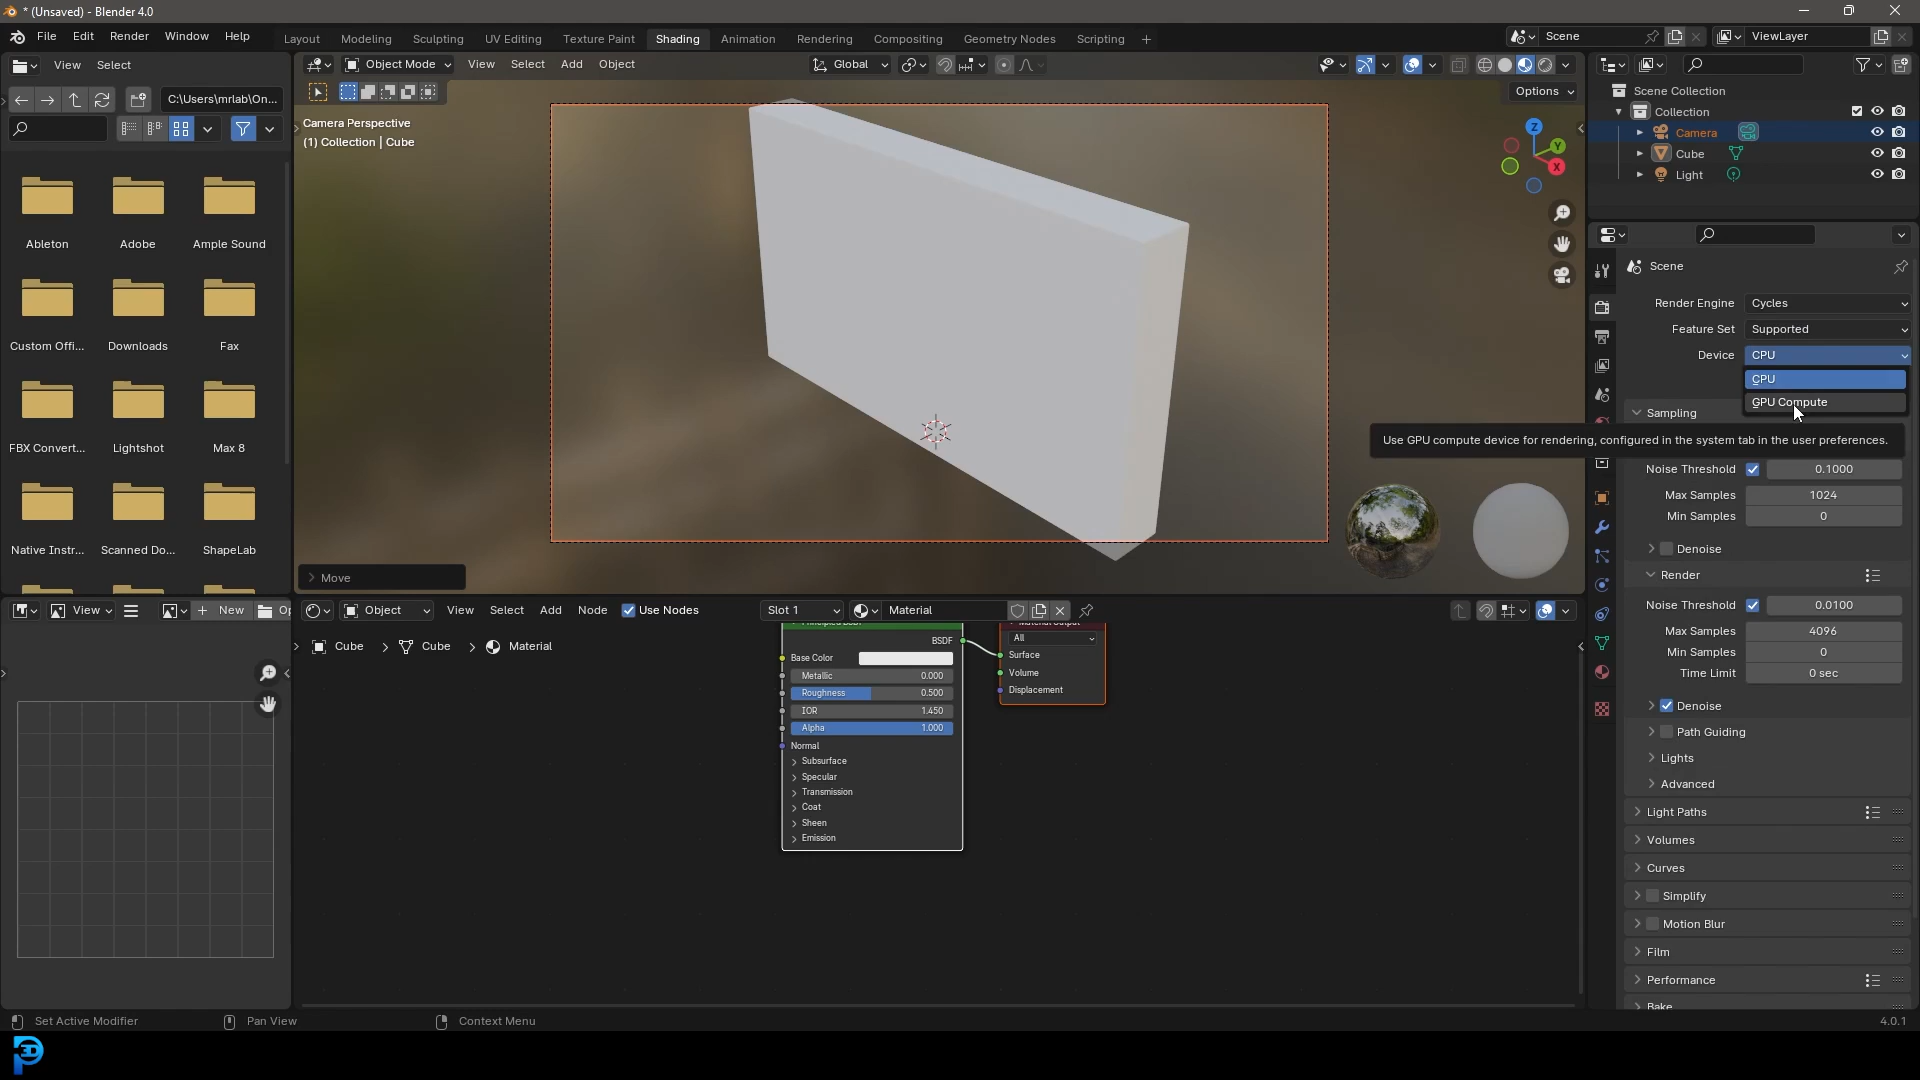 * (Unsaved) - Blender 4.0
File Edit Render Window Help
Layout Modeling Sculpting UV Editing Texture Paint Shading Animation Rendering Compositing Geometry Nodes Scripting +
Scene
ViewLayer
View Select
C:\Users\mrlab\On...
Ableton Adobe Ample Sound
Custom Offi... Downloads Fax
FBX Convert... Lightshot Max 8
Native Instr... Scanned Do... ShapeLab
Object Mode View Select Add Object
Global
Options
Camera Perspective
(1) Collection | Cube
Z
Y
X
> Move
Scene Collection
Collection
Camera
Cube
Light
Scene
Render Engine Cycles
Feature Set Supported
Device CPU
CPU
GPU Compute
Sampling
Use GPU compute device for rendering, configured in the system tab in the user preferences.
Noise Threshold 0.1000
Max Samples 1024
Min Samples 0
Denoise
Render
Noise Threshold 0.0100
Max Samples 4096
Min Samples 0
Time Limit 0 sec
Denoise
Path Guiding
Lights
Advanced
Light Paths
Volumes
Curves
Simplify
Motion Blur
Film
Performance
Bake
View
+ New
Op
Object View Select Add Node Use Nodes
Slot 1
Material
Cube > Cube > Material
BSDF
Base Color
Metallic 0.000
Roughness 0.500
IOR 1.450
Alpha 1.000
Normal
Subsurface
Specular
Transmission
Coat
Sheen
Emission
All
Surface
Volume
Displacement
Set Active Modifier
Pan View
Context Menu
4.0.1